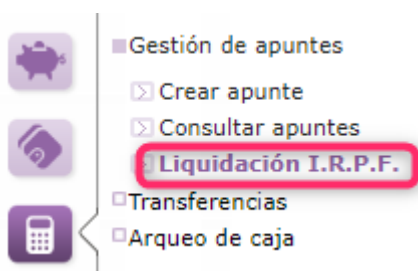 Gestión de apuntes
Crear apunte
Consultar apuntes
Liquidación I.R.P.F.
Transferencias
Arqueo de caja